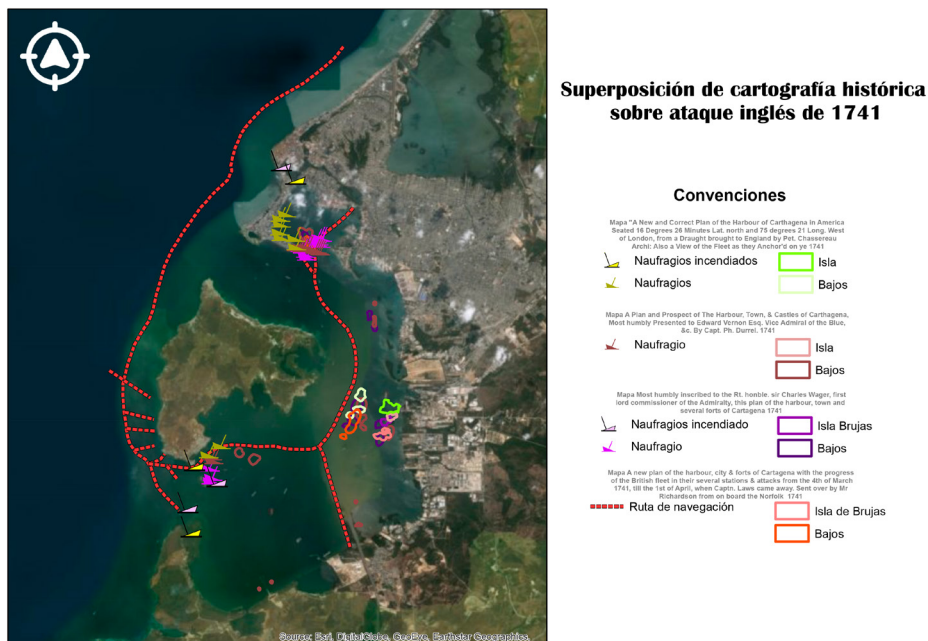 Superposición de cartografía histórica
sobre ataque inglés de 1741
Convenciones
Mapa "A New and Correct Plan of the Harbour of Carthagena in America
Seated 16 Degrees 26 Minutes Lat. north and 75 degrees 21 Long. West
of London, from a Draught brought to England by Pet. Chassereau
Archi: Also a View of the Fleet as they Anchor'd on ye 1741
Naufragios incendiados
Isla
Naufragios
Bajos
Mapa A Plan and Prospect of The Harbour, Town, & Castles of Carthagena,
Most humbly Presented to Edward Vernon Esq. Vice Admiral of the Blue,
&c. By Capt. Ph. Durrel. 1741
Naufragio
Isla
Bajos
Mapa Most humbly inscribed to the Rt. honble. sir Charles Wager, first
lord commissioner of the Admiralty, this plan of the harbour, town and
several forts of Cartagena 1741
Naufragios incendiado
Isla Brujas
Naufragio
Bajos
Mapa A new plan of the harbour, city & forts of Cartagena with the progress
of the British fleet in their several stations & attacks from the 4th of March
1741, till the 1st of April, when Captn. Laws came away. Sent over by Mr
Richardson from on board the Norfolk 1741
Ruta de navegación
Isla de Brujas
Bajos
Source: Esri, DigitalGlobe, GeoEye, Earthstar Geographics,